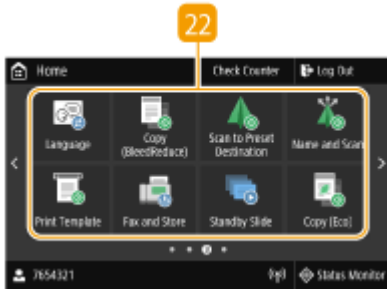 22
Home Check Counter Log Out
Language Copy Scan to Preset Name and Scan
(BleedReduce) Destination
Print Template Fax and Store Standby Slide Copy (Eco)
7654321 Status Monitor